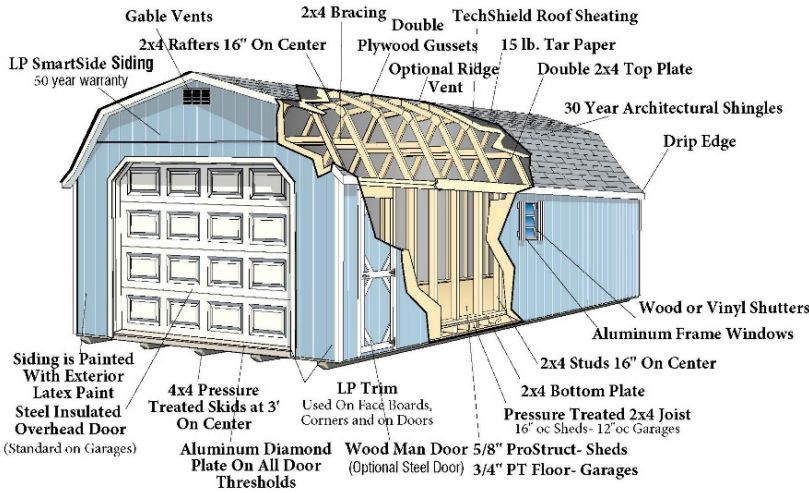 Gable Vents
2x4 Rafters 16" On Center
LP SmartSide Siding
50 year warranty
2x4 Bracing
Double
Plywood Gussets
Optional Ridge
Vent
TechShield Roof Sheating
15 lb. Tar Paper
Double 2x4 Top Plate
30 Year Architectural Shingles
Drip Edge
Wood or Vinyl Shutters
Aluminum Frame Windows
2x4 Studs 16" On Center
2x4 Bottom Plate
Pressure Treated 2x4 Joist
16" oc Sheds- 12"oc Garages
5/8" ProStruct- Sheds
3/4" PT Floor- Garages
Wood Man Door
(Optional Steel Door)
LP Trim
Used On Face Boards,
Corners and on Doors
Aluminum Diamond
Plate On All Door
Thresholds
4x4 Pressure
Treated Skids at 3'
On Center
Siding is Painted
With Exterior
Latex Paint
Steel Insulated
Overhead Door
(Standard on Garages)